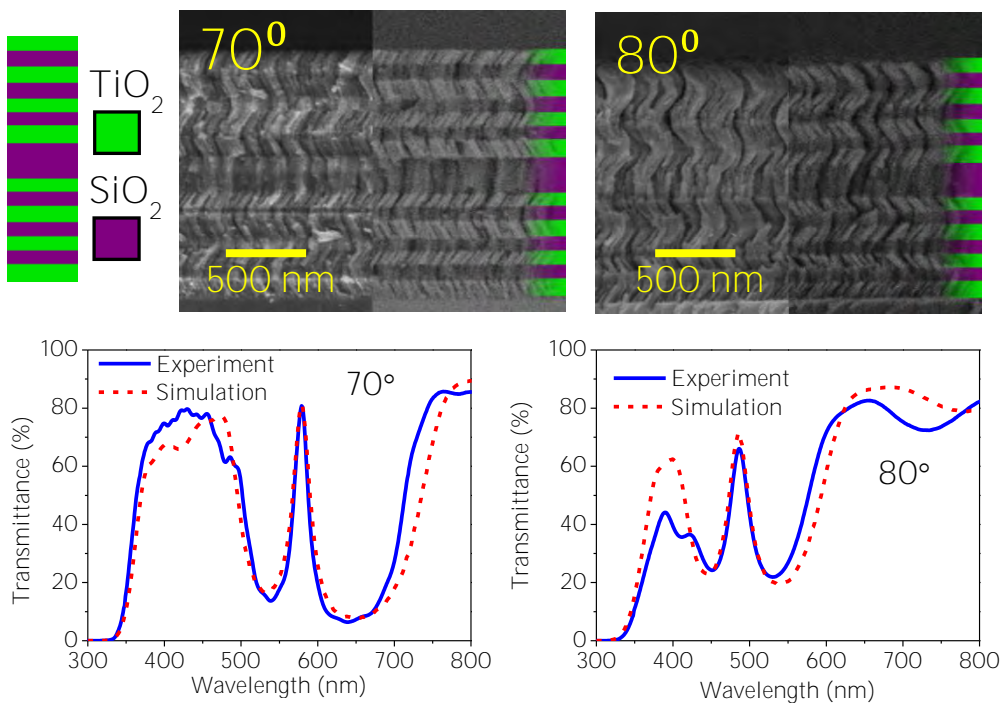 TiO2
SiO2
70⁰
500 nm
80⁰
500 nm
100
80
60
40
20
0
300 400 500 600 700 800
Transmittance (%)
Wavelength (nm)
Experiment
Simulation
70°
100
80
60
40
20
0
300 400 500 600 700 800
Transmittance (%)
Wavelength (nm)
Experiment
Simulation
80°